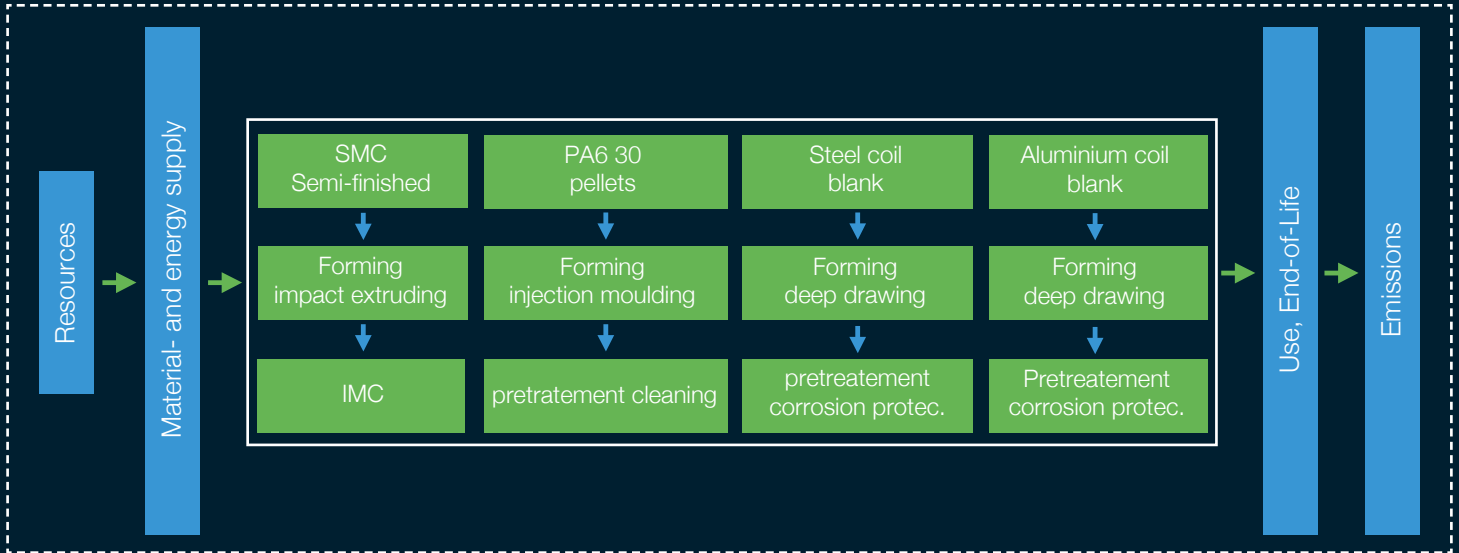 Resources
Material- and energy supply
SMC
Semi-finished
Forming
impact extruding
IMC
PA6 30
pellets
Forming
injection moulding
pretratement cleaning
Steel coil
blank
Forming
deep drawing
pretreatement
corrosion protec.
Aluminium coil
blank
Forming
deep drawing
Pretreatement
corrosion protec.
Use, End-of-Life
Emissions